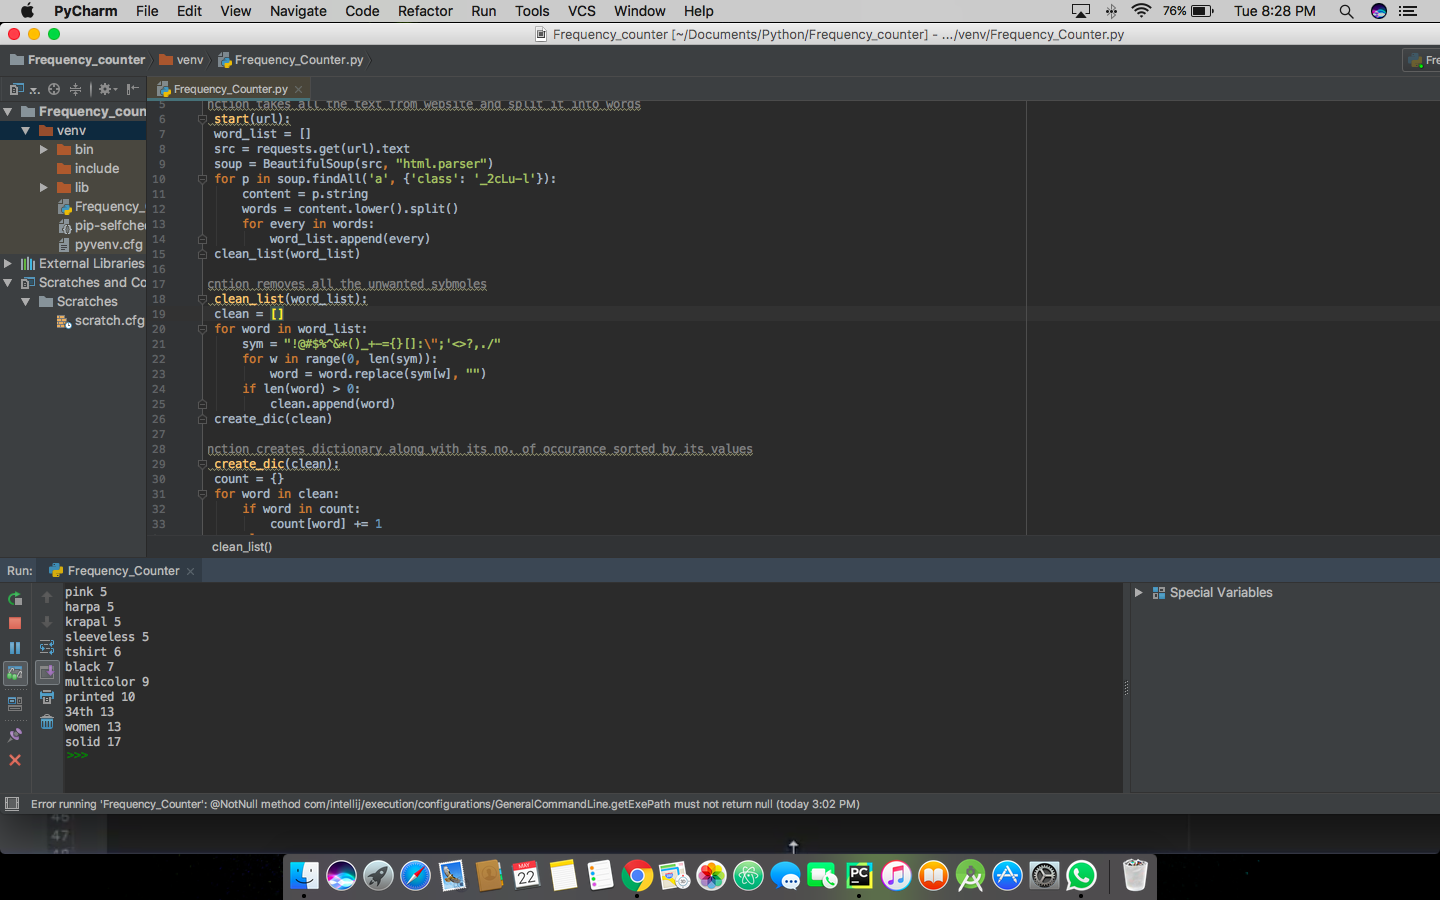 PyCharm File Edit View Navigate Code Refactor Run Tools VCS Window Help 76% Tue 8:28 PM
Frequency_counter [~/Documents/Python/Frequency_counter] - .../venv/Frequency_Counter.py
Frequency_counter venv Frequency_Counter.py Fre
Frequency_Counter.py
Frequency_coun
venv
bin
include
lib
Frequency_
pip-selfche
pyvenv.cfg
External Libraries
Scratches and Co
Scratches
scratch.cfg
5 nction takes all the text from website and split it into words
6 start(url):
7 word_list = []
8 src = requests.get(url).text
9 soup = BeautifulSoup(src, "html.parser")
10 for p in soup.findAll('a', {'class': '_2cLu-l'}):
11 content = p.string
12 words = content.lower().split()
13 for every in words:
14 word_list.append(every)
15 clean_list(word_list)
16
17 cntion removes all the unwanted sybmoles
18 clean_list(word_list):
19 clean = []
20 for word in word_list:
21 sym = "!@#$%^&*()_+-={}[]:\";'<>?,./"
22 for w in range(0, len(sym)):
23 word = word.replace(sym[w], "")
24 if len(word) > 0:
25 clean.append(word)
26 create_dic(clean)
27
28 nction creates dictionary along with its no. of occurance sorted by its values
29 create_dic(clean):
30 count = {}
31 for word in clean:
32 if word in count:
33 count[word] += 1
clean_list()
Run: Frequency_Counter
pink 5
harpa 5
krapal 5
sleeveless 5
tshirt 6
black 7
multicolor 9
printed 10
34th 13
women 13
solid 17
>>>
Special Variables
Error running 'Frequency_Counter': @NotNull method com/intellij/execution/configurations/GeneralCommandLine.getExePath must not return null (today 3:02 PM)
46
47
MAY
22
PC